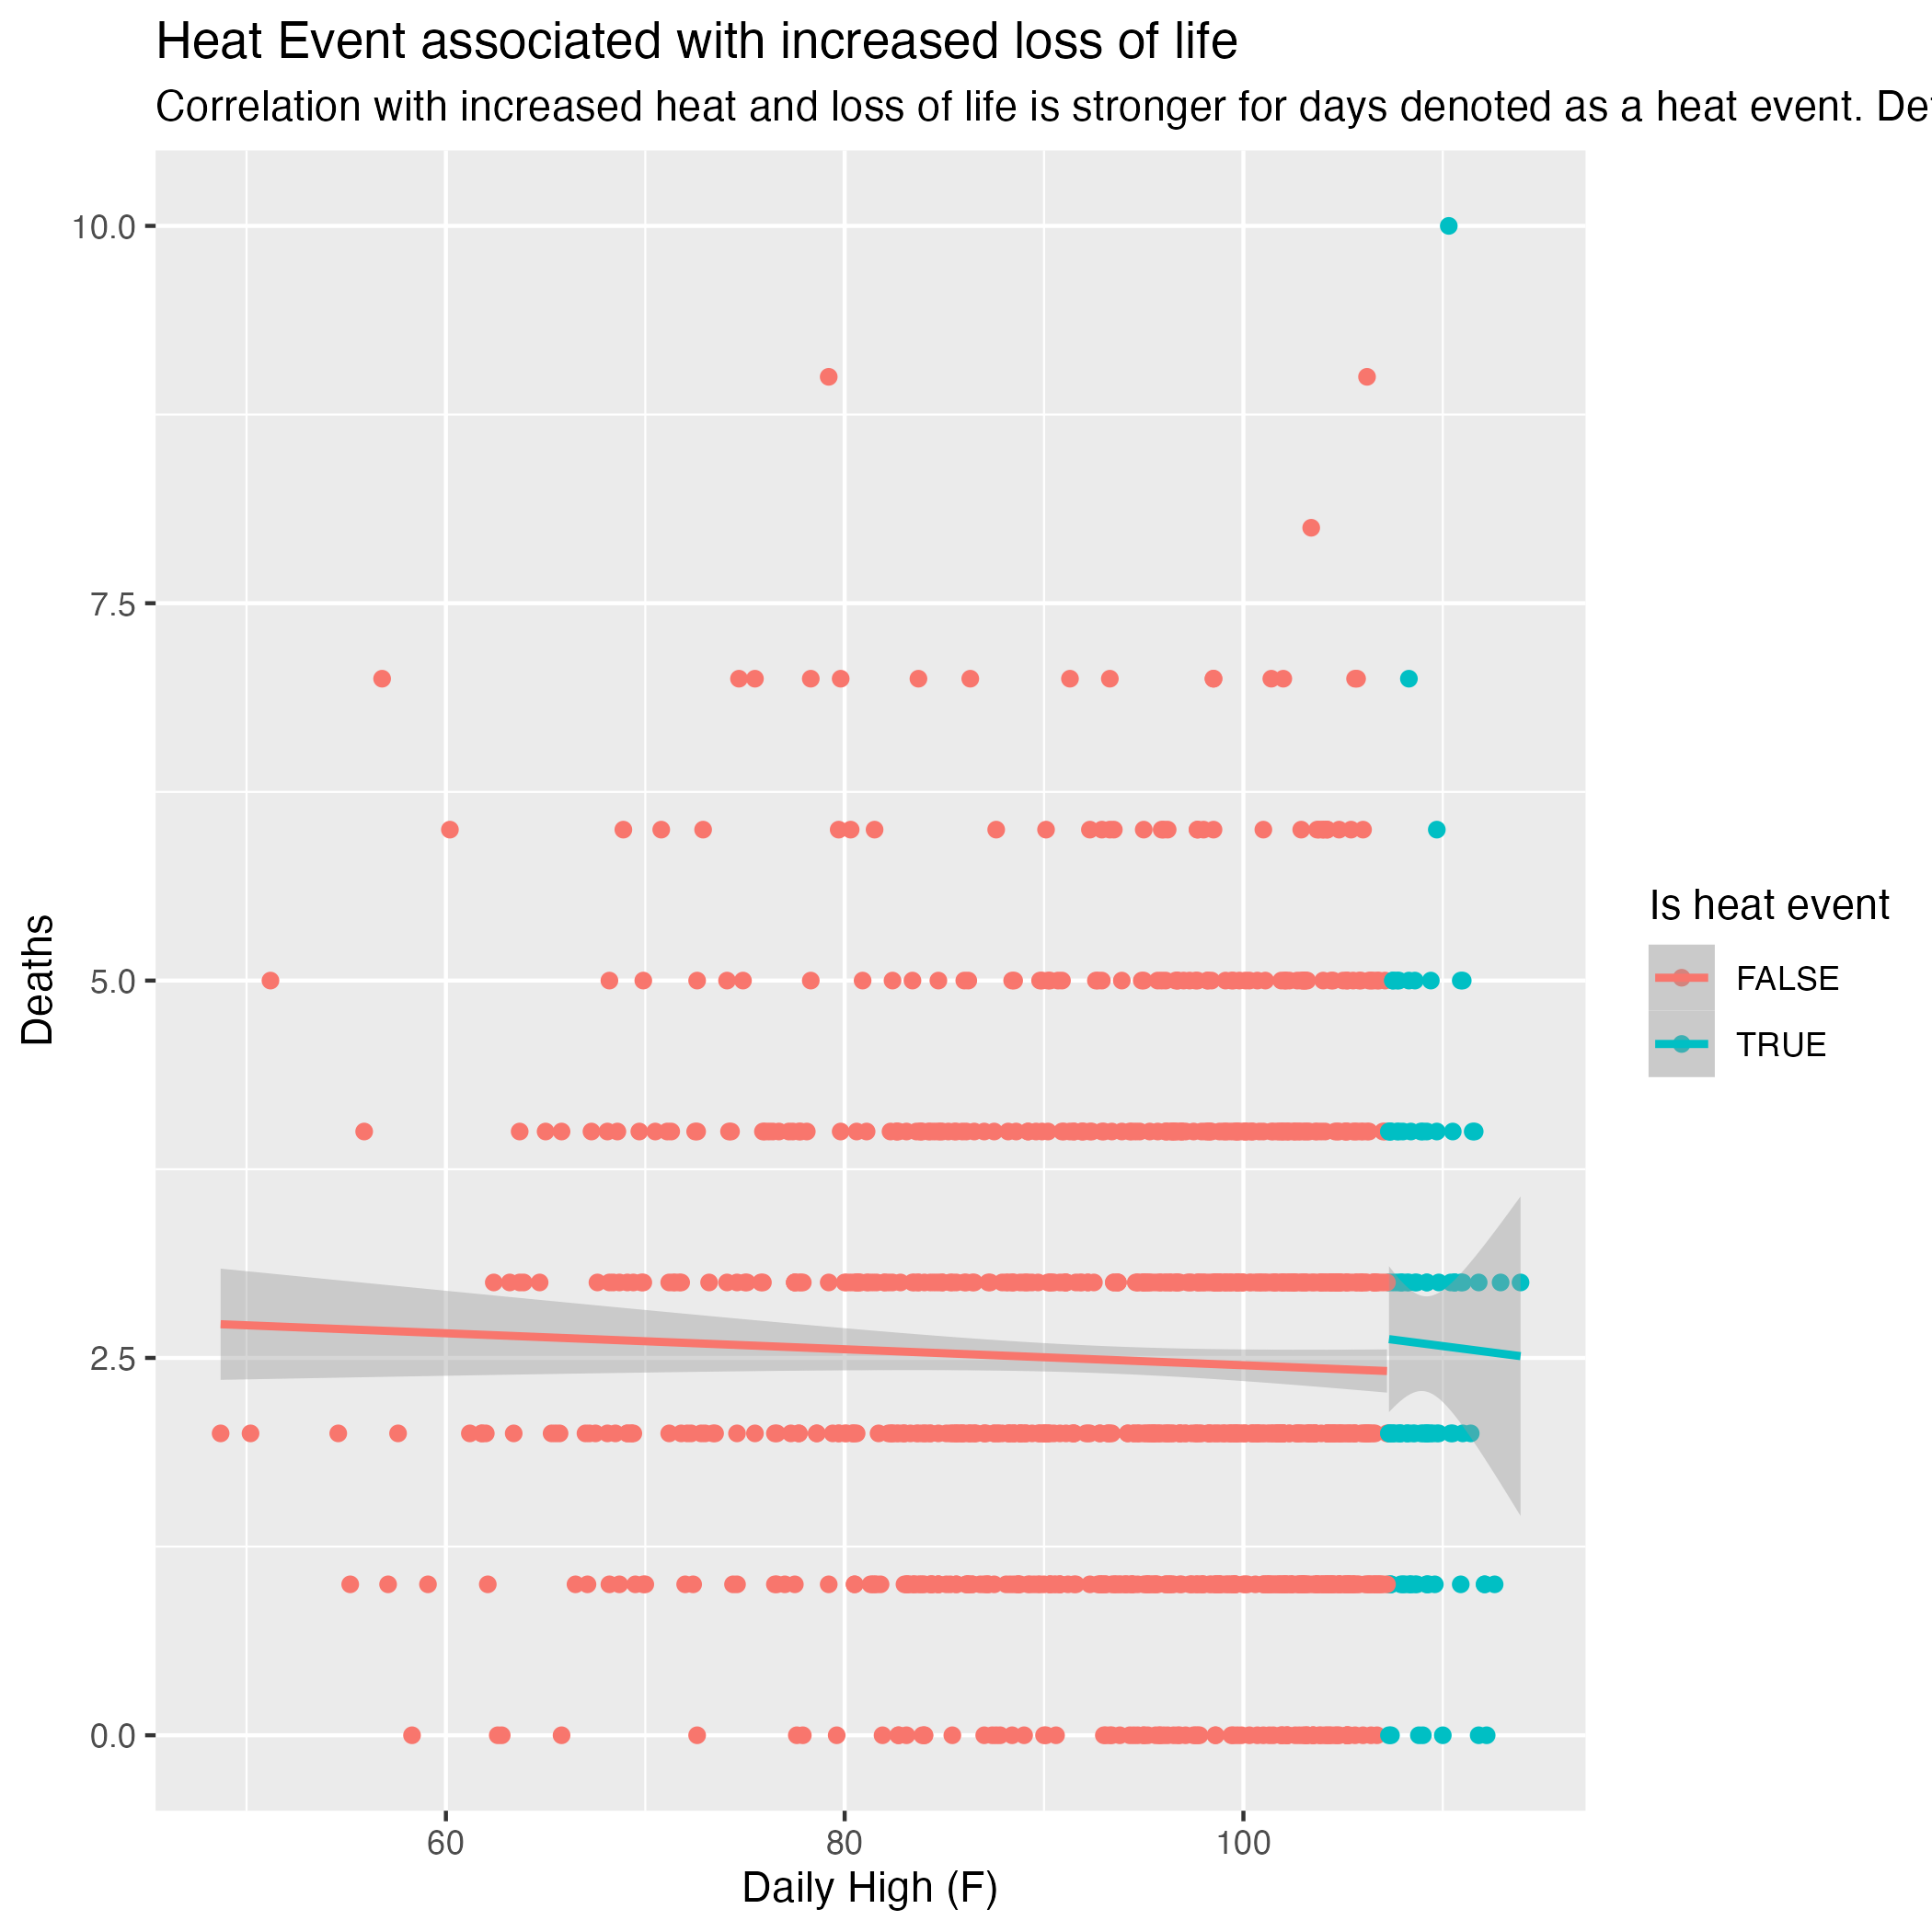 Heat Event associated with increased loss of life
Correlation with increased heat and loss of life is stronger for days denoted as a heat event.
10.0
7.5
5.0
2.5
0.0
Deaths
60 80 100
Daily High (F)
Is heat event
FALSE
TRUE